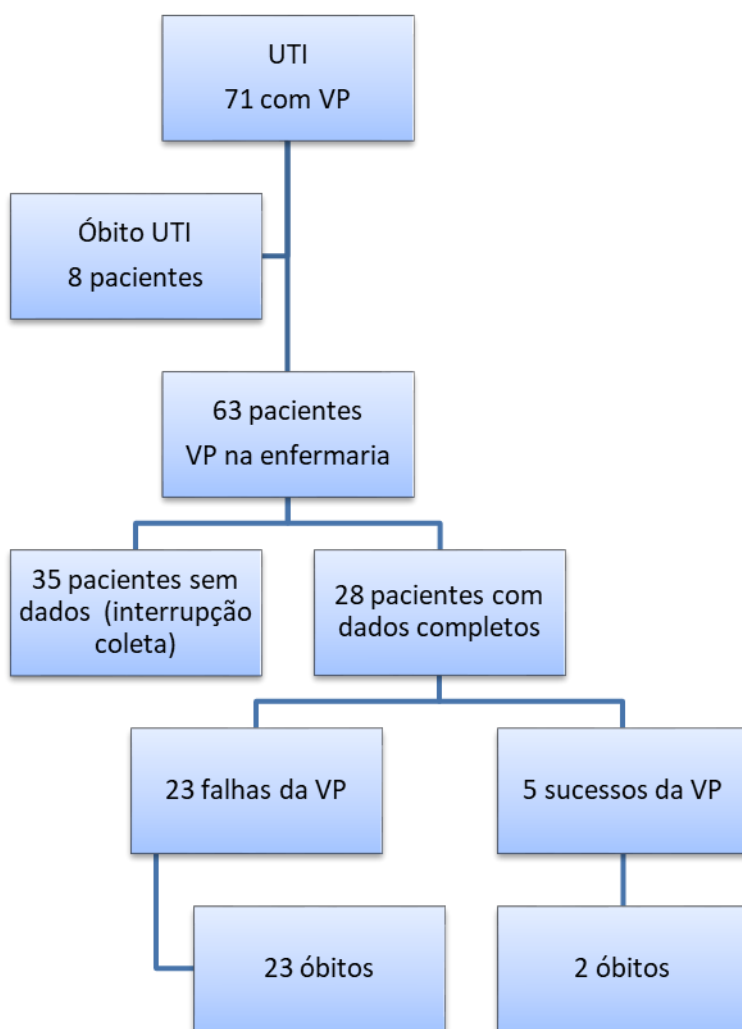 UTI
71 com VP
Óbito UTI
8 pacientes
63 pacientes
VP na enfermaria
35 pacientes sem
dados (interrupção
coleta)
28 pacientes com
dados completos
23 falhas da VP
5 sucessos da VP
23 óbitos
2 óbitos